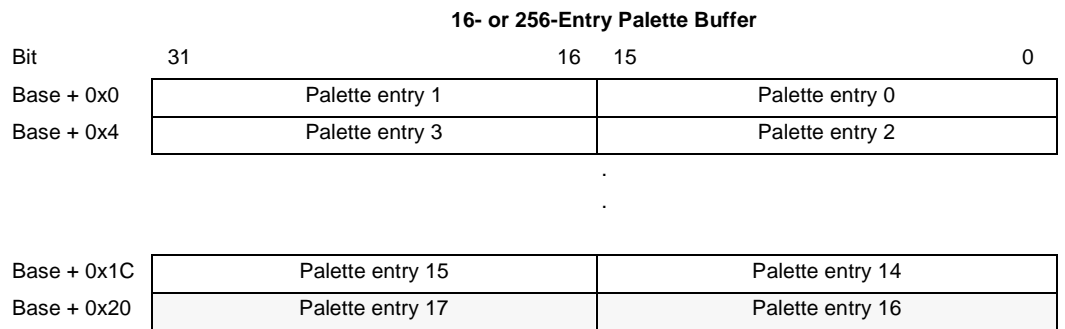 16- or 256-Entry Palette Buffer
Bit 31 16 15 0
Base + 0x0 Palette entry 1 Palette entry 0
Base + 0x4 Palette entry 3 Palette entry 2
.
.
Base + 0x1C Palette entry 15 Palette entry 14
Base + 0x20 Palette entry 17 Palette entry 16